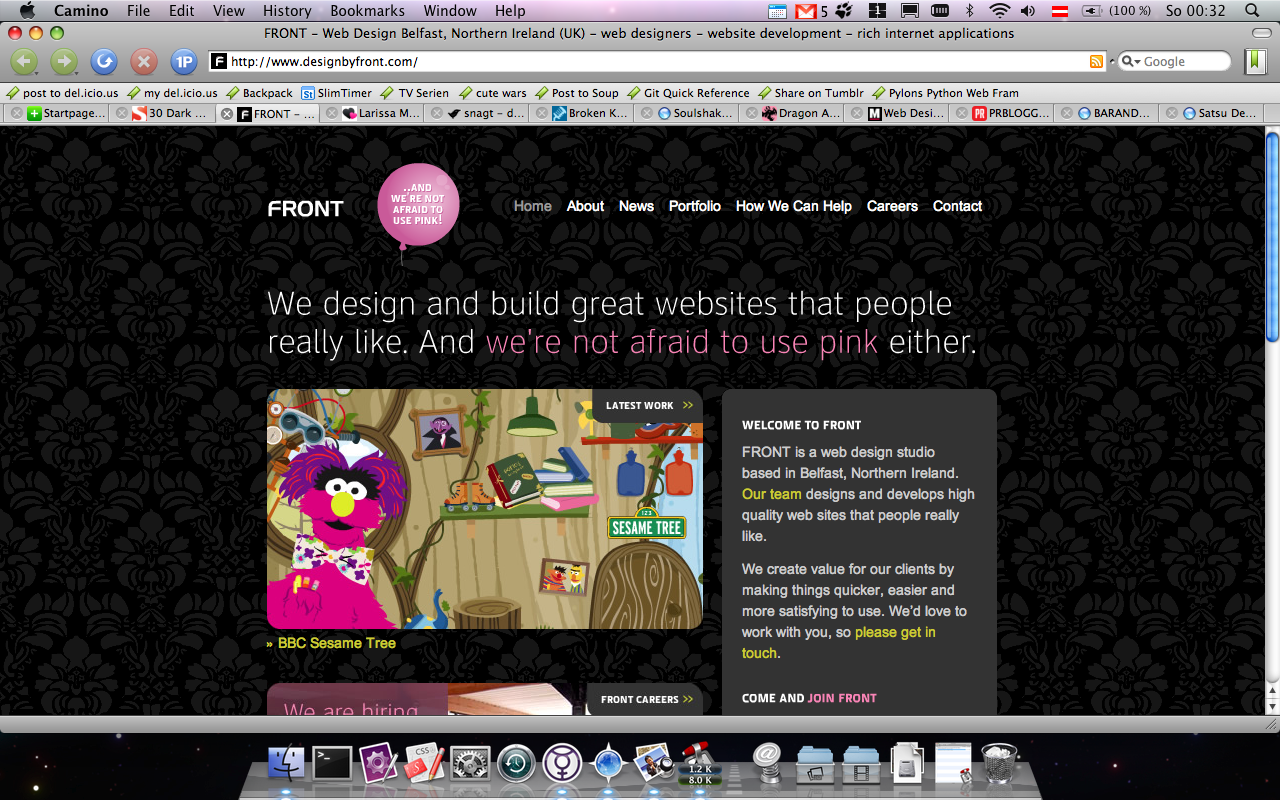 Camino File Edit View History Bookmarks Window Help 5 1 (100 %) So 00:32
FRONT – Web Design Belfast, Northern Ireland (UK) – web designers – website development – rich internet applications
1P F http://www.designbyfront.com/ Google
post to del.icio.us my del.icio.us Backpack St SlimTimer TV Serien cute wars Post to Soup Git Quick Reference Share on Tumblr Pylons Python Web Fram
Startpage... 30 Dark ... FRONT – ... Larissa M... snagt – d... Broken K... Soulshak... Dragon A... Web Desi... PRBLOGG... BARAND... Satsu De...
..AND
WE'RE NOT
AFRAID TO
USE PINK!
FRONT
Home About News Portfolio How We Can Help Careers Contact
We design and build great websites that people
really like. And we're not afraid to use pink either.
LATEST WORK »
123
SESAME TREE
» BBC Sesame Tree
We are hiring
FRONT CAREERS »
WELCOME TO FRONT
FRONT is a web design studio
based in Belfast, Northern Ireland.
Our team designs and develops high
quality web sites that people really
like.
We create value for our clients by
making things quicker, easier and
more satisfying to use. We'd love to
work with you, so please get in
touch.
COME AND JOIN FRONT
CSS
1.2 K
8.0 K